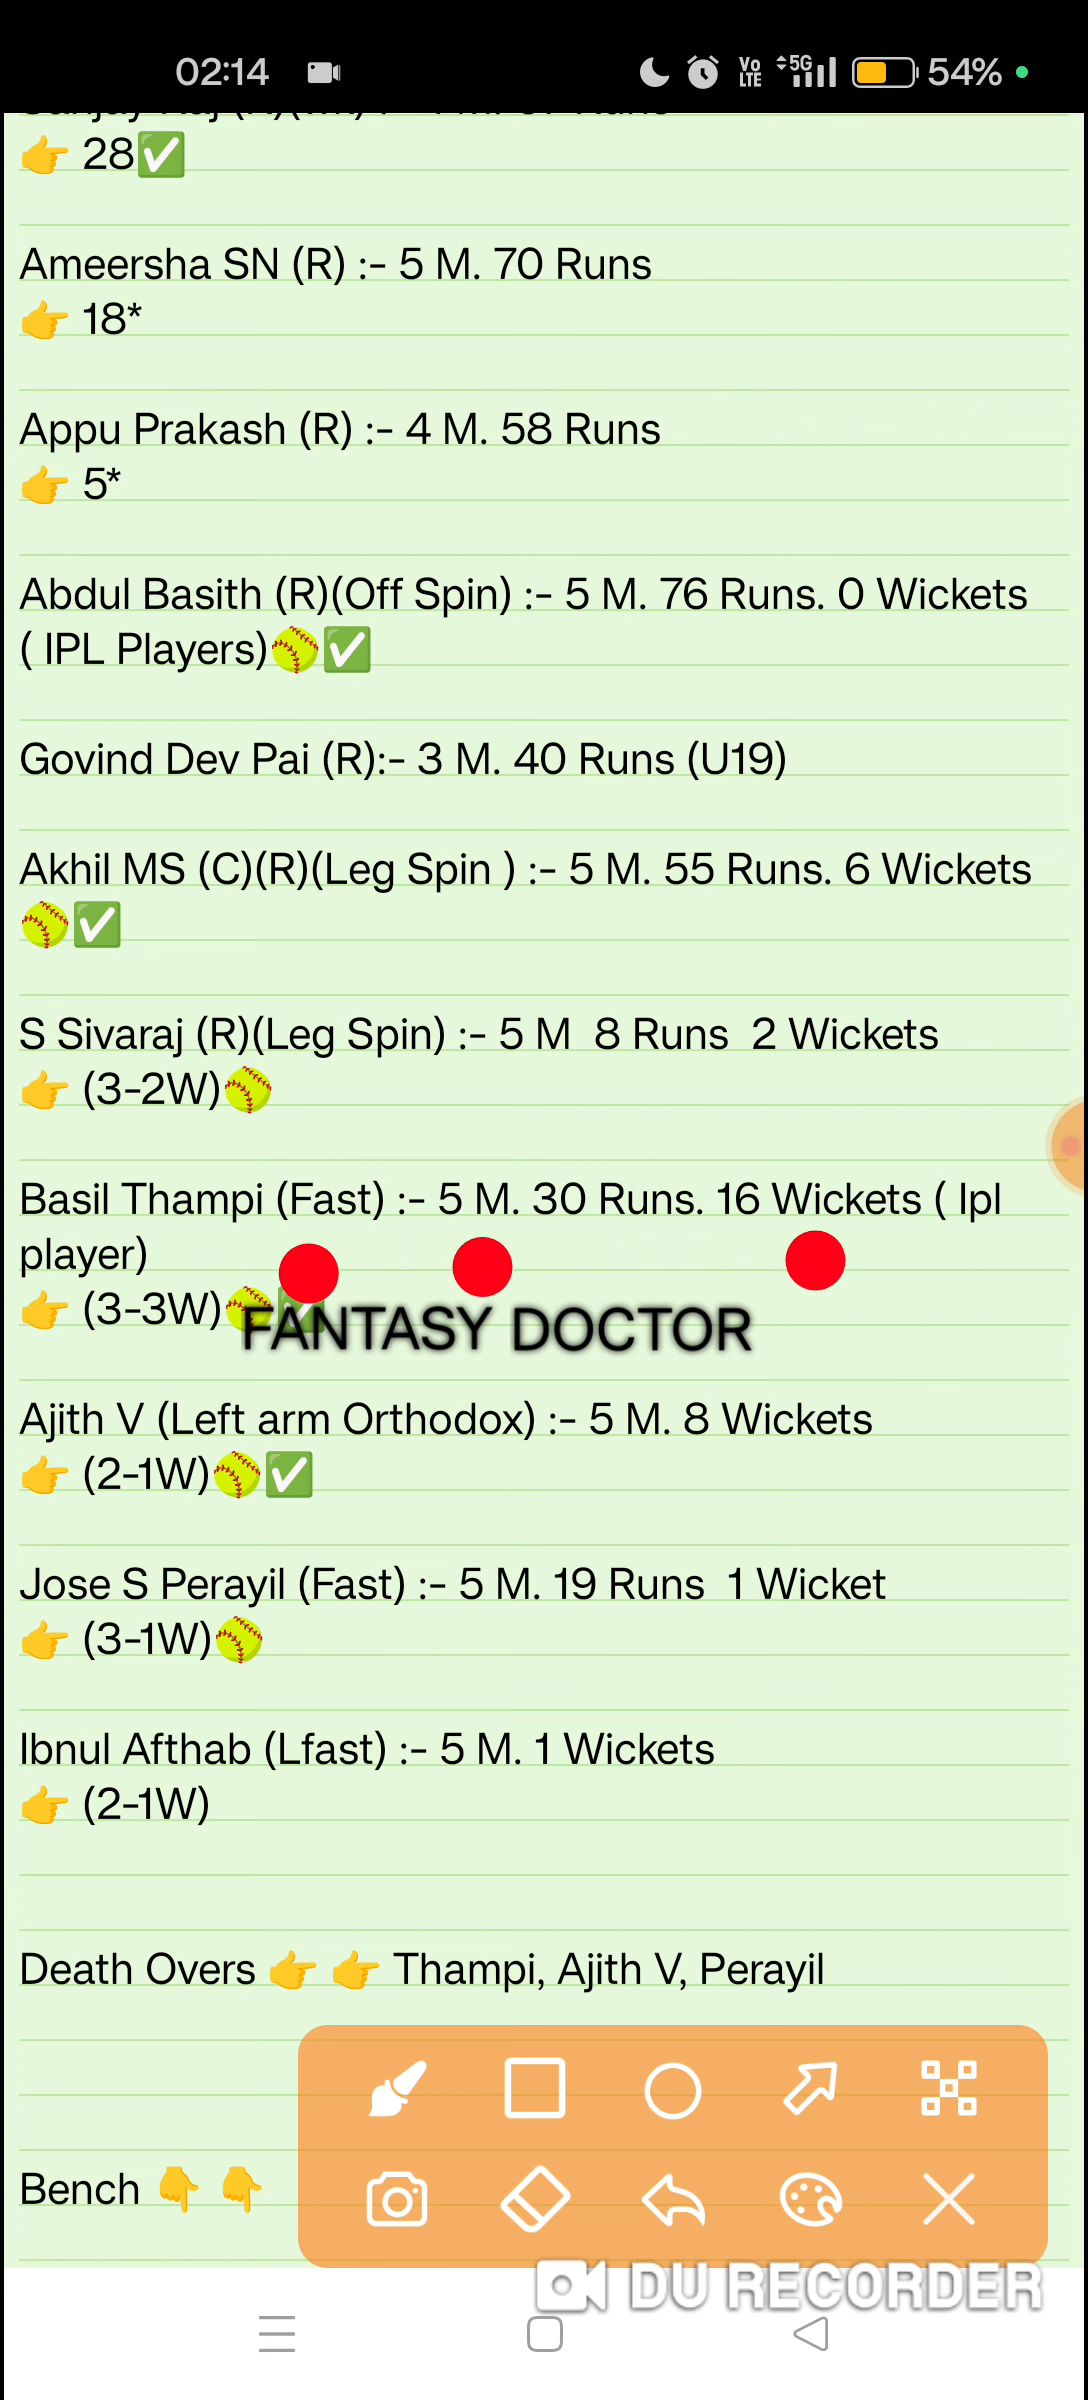 02:14 Vo LTE 5G 54%
👉 28✅
Ameersha SN (R) :- 5 M. 70 Runs
👉 18*
Appu Prakash (R) :- 4 M. 58 Runs
👉 5*
Abdul Basith (R)(Off Spin) :- 5 M. 76 Runs. 0 Wickets
( IPL Players)🥎✅
Govind Dev Pai (R):- 3 M. 40 Runs (U19)
Akhil MS (C)(R)(Leg Spin ) :- 5 M. 55 Runs. 6 Wickets
🥎✅
S Sivaraj (R)(Leg Spin) :- 5 M  8 Runs  2 Wickets
👉 (3-2W)🥎
Basil Thampi (Fast) :- 5 M. 30 Runs. 16 Wickets ( Ipl
player)
👉 (3-3W)🥎✅
FANTASY DOCTOR
Ajith V (Left arm Orthodox) :- 5 M. 8 Wickets
👉 (2-1W)🥎✅
Jose S Perayil (Fast) :- 5 M. 19 Runs  1 Wicket
👉 (3-1W)🥎
Ibnul Afthab (Lfast) :- 5 M. 1 Wickets
👉 (2-1W)
Death Overs 👉 👉 Thampi, Ajith V, Perayil
Bench 👇 👇
DU RECORDER